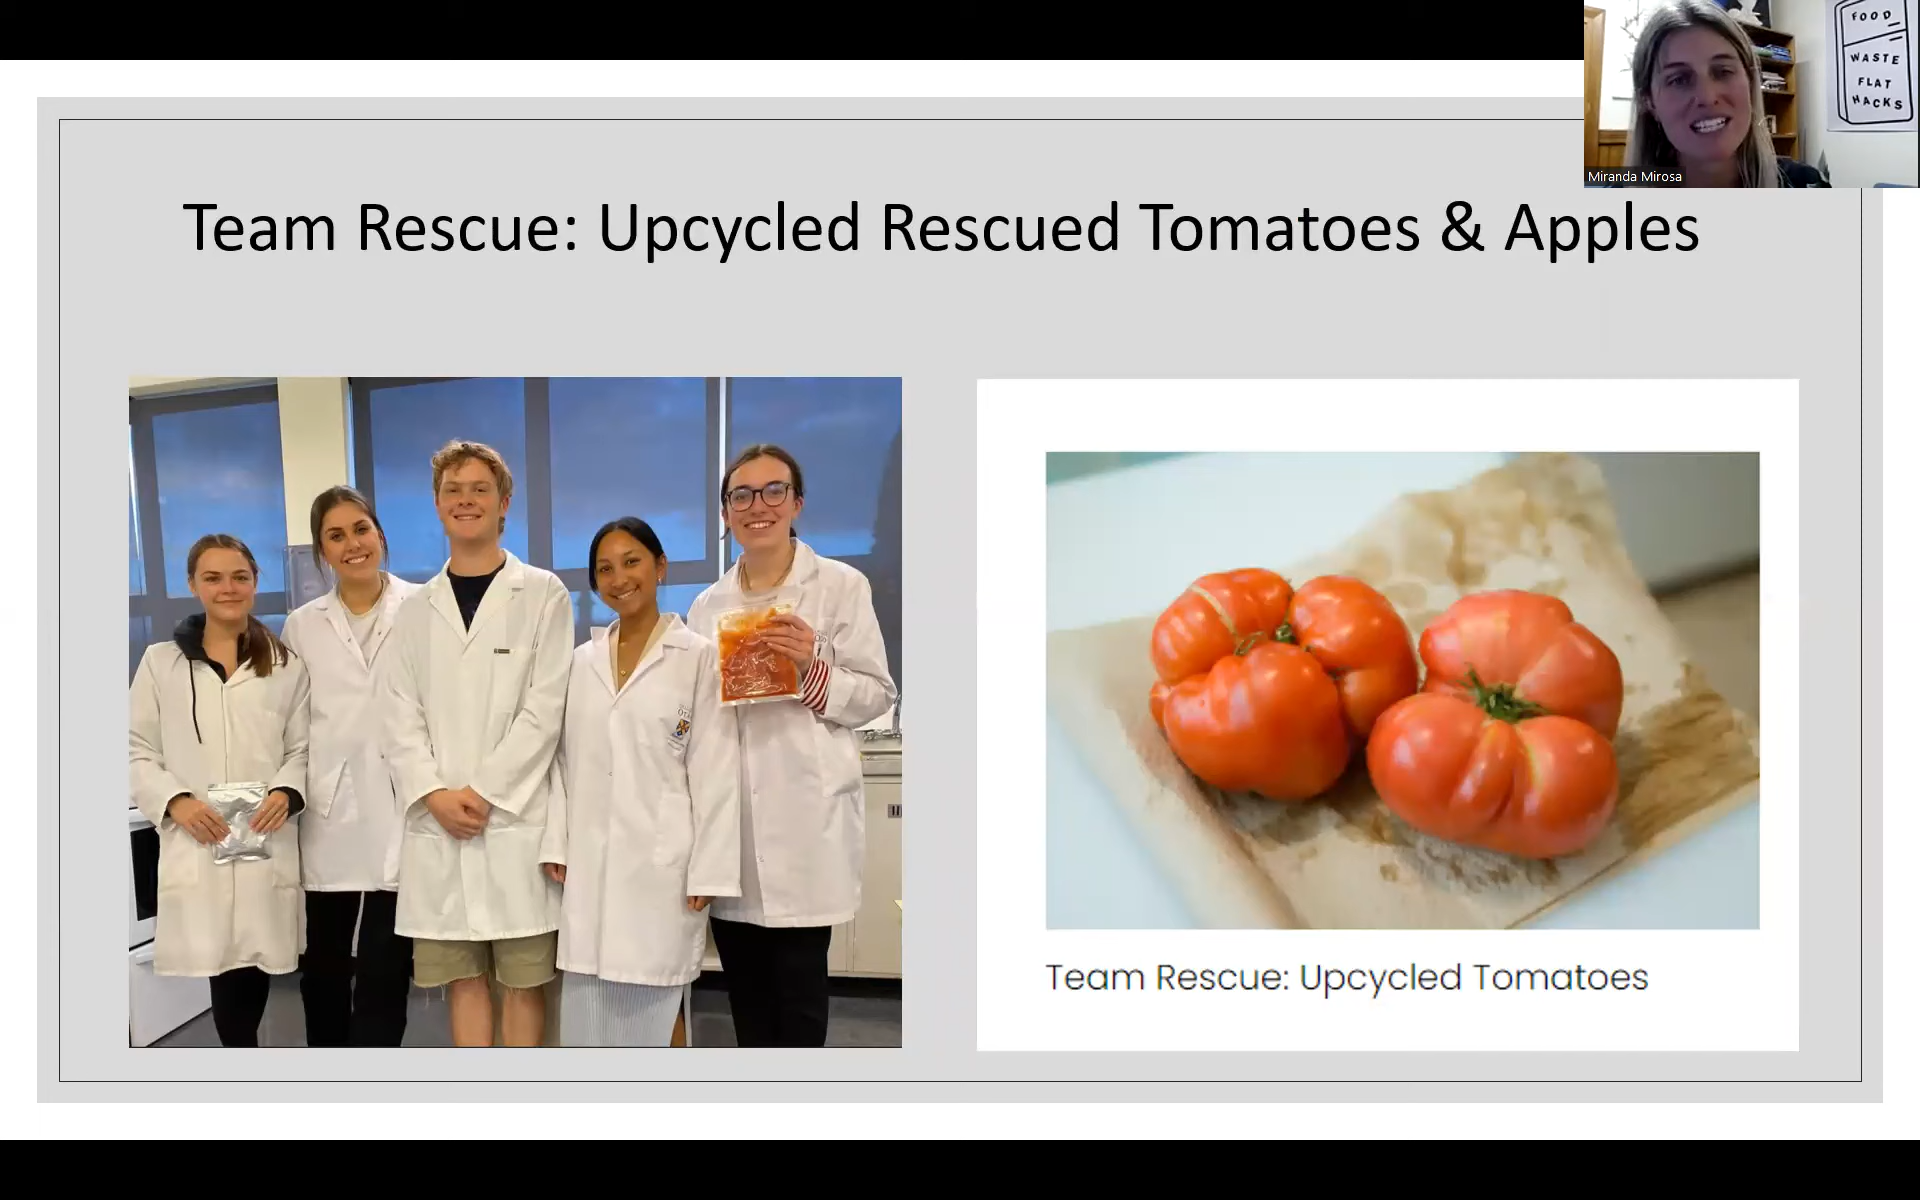 FOOD
WASTE
FLAT
HACKS
Miranda Mirosa
Team Rescue: Upcycled Rescued Tomatoes & Apples
Team Rescue: Upcycled Tomatoes